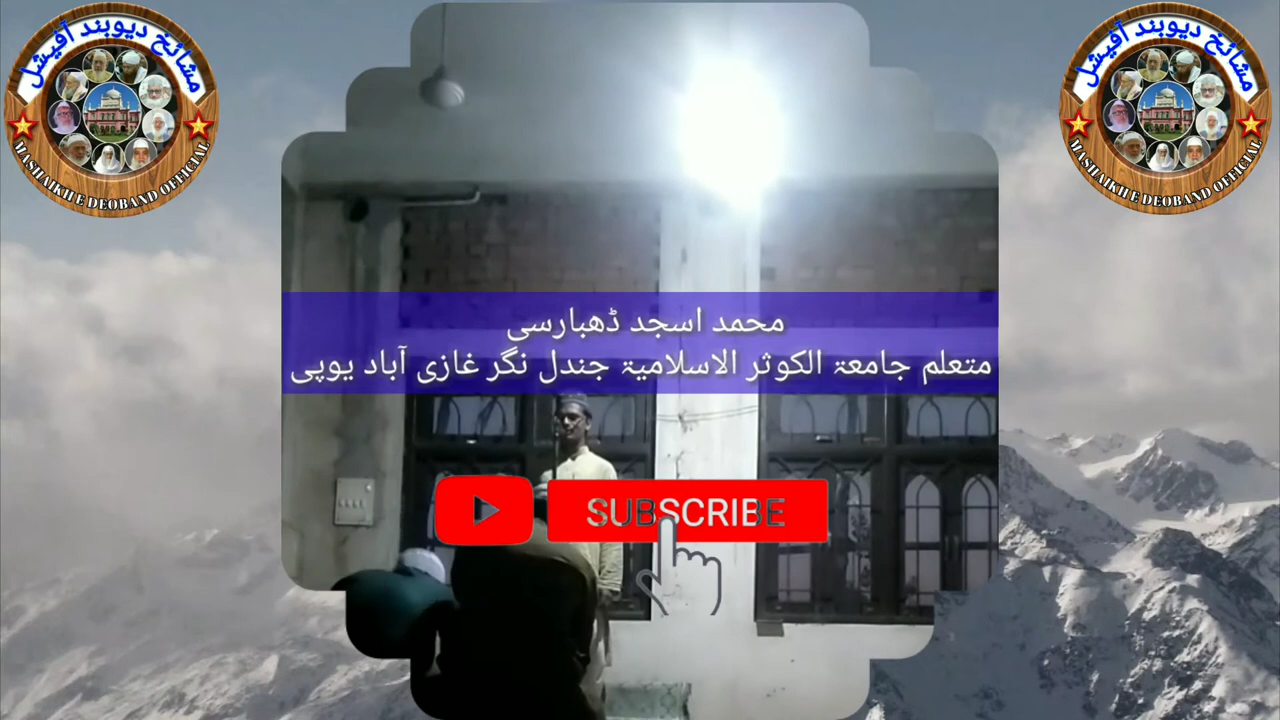 مشائخ دیوبند آفیشل
MASHAIKH E DEOBAND OFFICIAL
مشائخ دیوبند آفیشل
MASHAIKH E DEOBAND OFFICIAL
محمد اسجد ڈھبارسی
متعلم جامعۃ الکوثر الاسلامیۃ جندل نگر غازی آباد یوپی
SUBSCRIBE